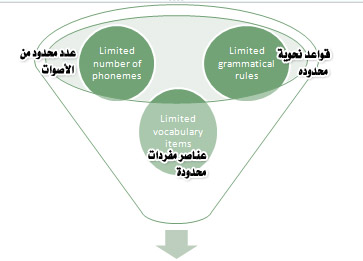 Limited
number of
phonemes
عدد محدود من
الأصوات
Limited
grammatical
rules
قواعد نحوية
محدوده
Limited
vocabulary
items
عناصر مفردات
محدودة